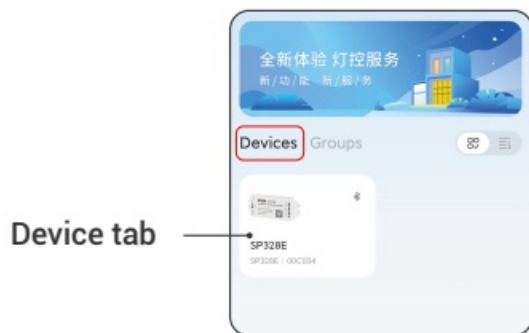 全新体验 灯控服务
新/功/能 新/服/务
Devices Groups
Device tab
SP328E
SP328E | 00C034